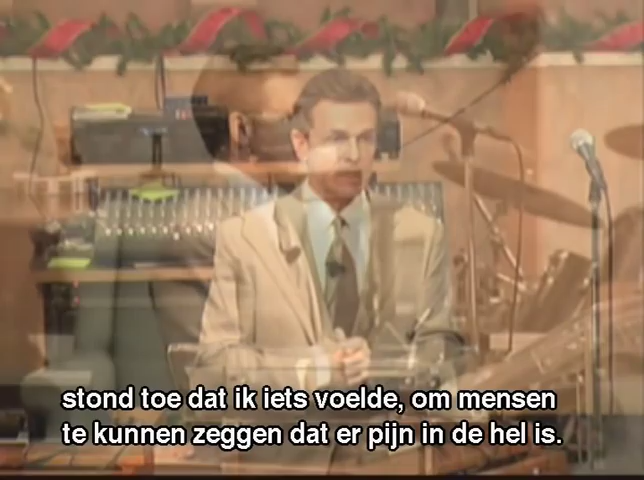 stond toe dat ik iets voelde, om mensen
te kunnen zeggen dat er pijn in de hel is.